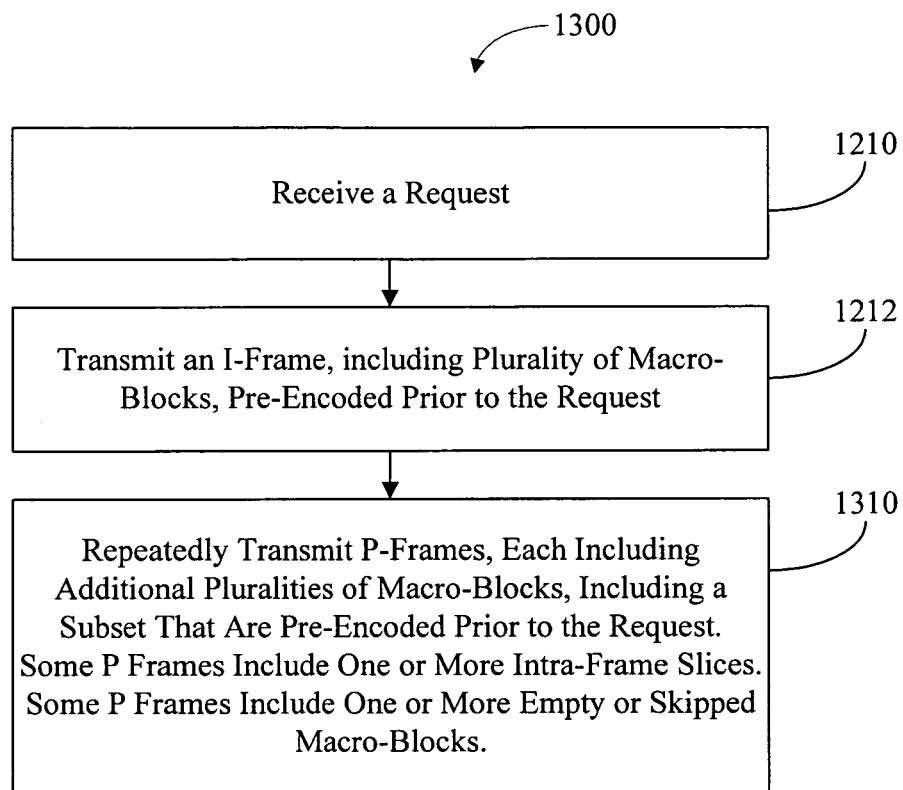 1300
1210
Receive a Request
1212
Transmit an I-Frame, including Plurality of Macro-
Blocks, Pre-Encoded Prior to the Request
1310
Repeatedly Transmit P-Frames, Each Including
Additional Pluralities of Macro-Blocks, Including a
Subset That Are Pre-Encoded Prior to the Request.
Some P Frames Include One or More Intra-Frame Slices.
Some P Frames Include One or More Empty or Skipped
Macro-Blocks.